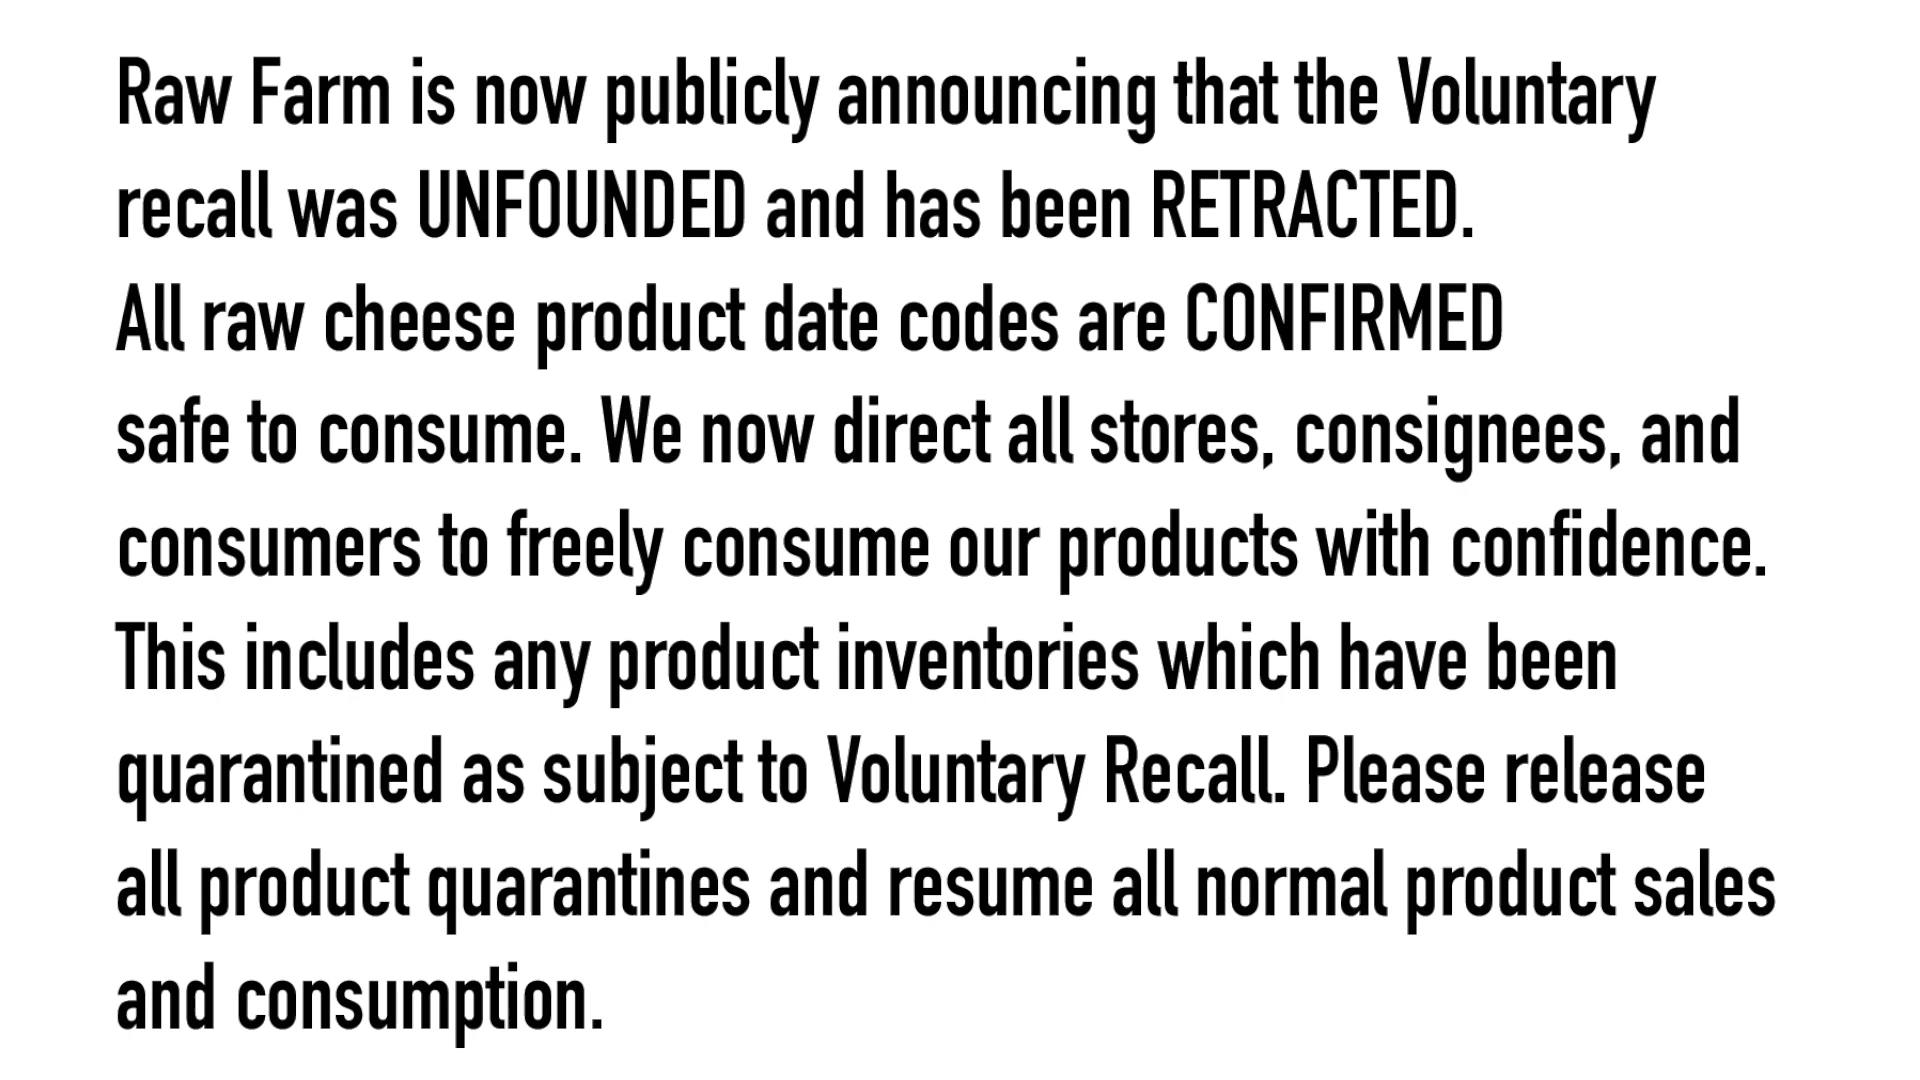 Raw Farm is now publicly announcing that the Voluntary
recall was UNFOUNDED and has been RETRACTED.
All raw cheese product date codes are CONFIRMED
safe to consume. We now direct all stores, consignees, and
consumers to freely consume our products with confidence.
This includes any product inventories which have been
quarantined as subject to Voluntary Recall. Please release
all product quarantines and resume all normal product sales
and consumption.